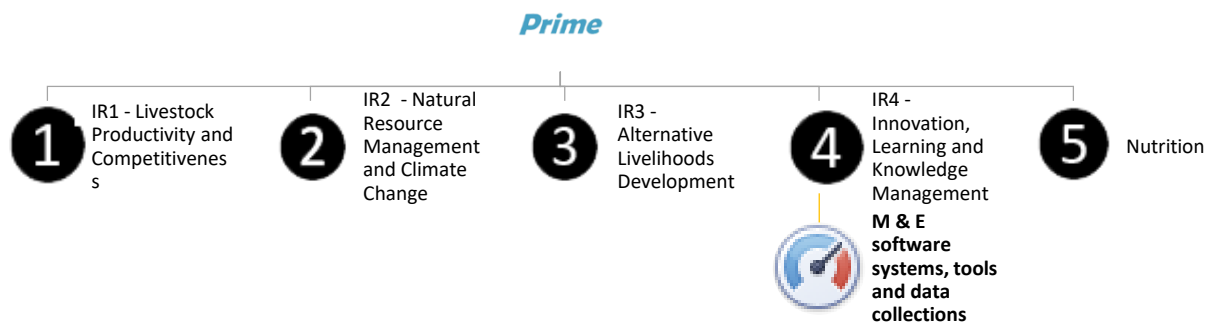 Prime
1
IR1 - Livestock
Productivity and
Competitivenes
s
2
IR2 - Natural
Resource
Management
and Climate
Change
3
IR3 -
Alternative
Livelihoods
Development
4
IR4 -
Innovation,
Learning and
Knowledge
Management
5
Nutrition
M & E
software
systems, tools
and data
collections